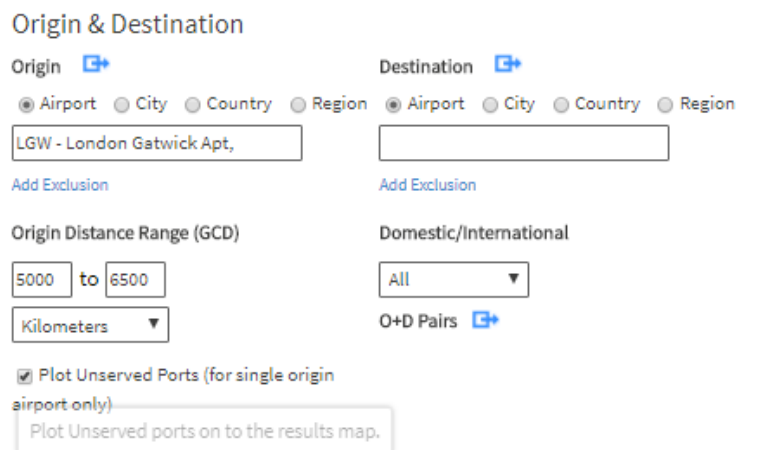 Origin & Destination
Origin Destination
Airport City Country Region Airport City Country Region
LGW - London Gatwick Apt,
Add Exclusion Add Exclusion
Origin Distance Range (GCD) Domestic/International
5000 to 6500 All
Kilometers O+D Pairs
Plot Unserved Ports (for single origin
airport only)
Plot Unserved ports on to the results map.